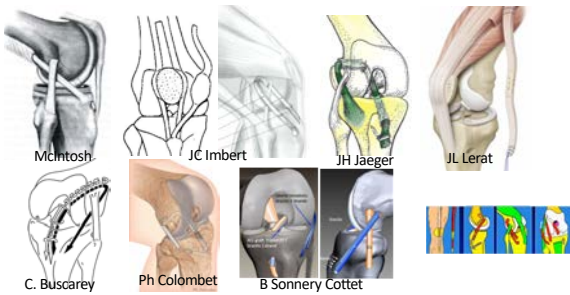 McIntosh
JC Imbert
JH Jaeger
JL Lerat
C. Buscarey
Ph Colombet
B Sonnery Cottet